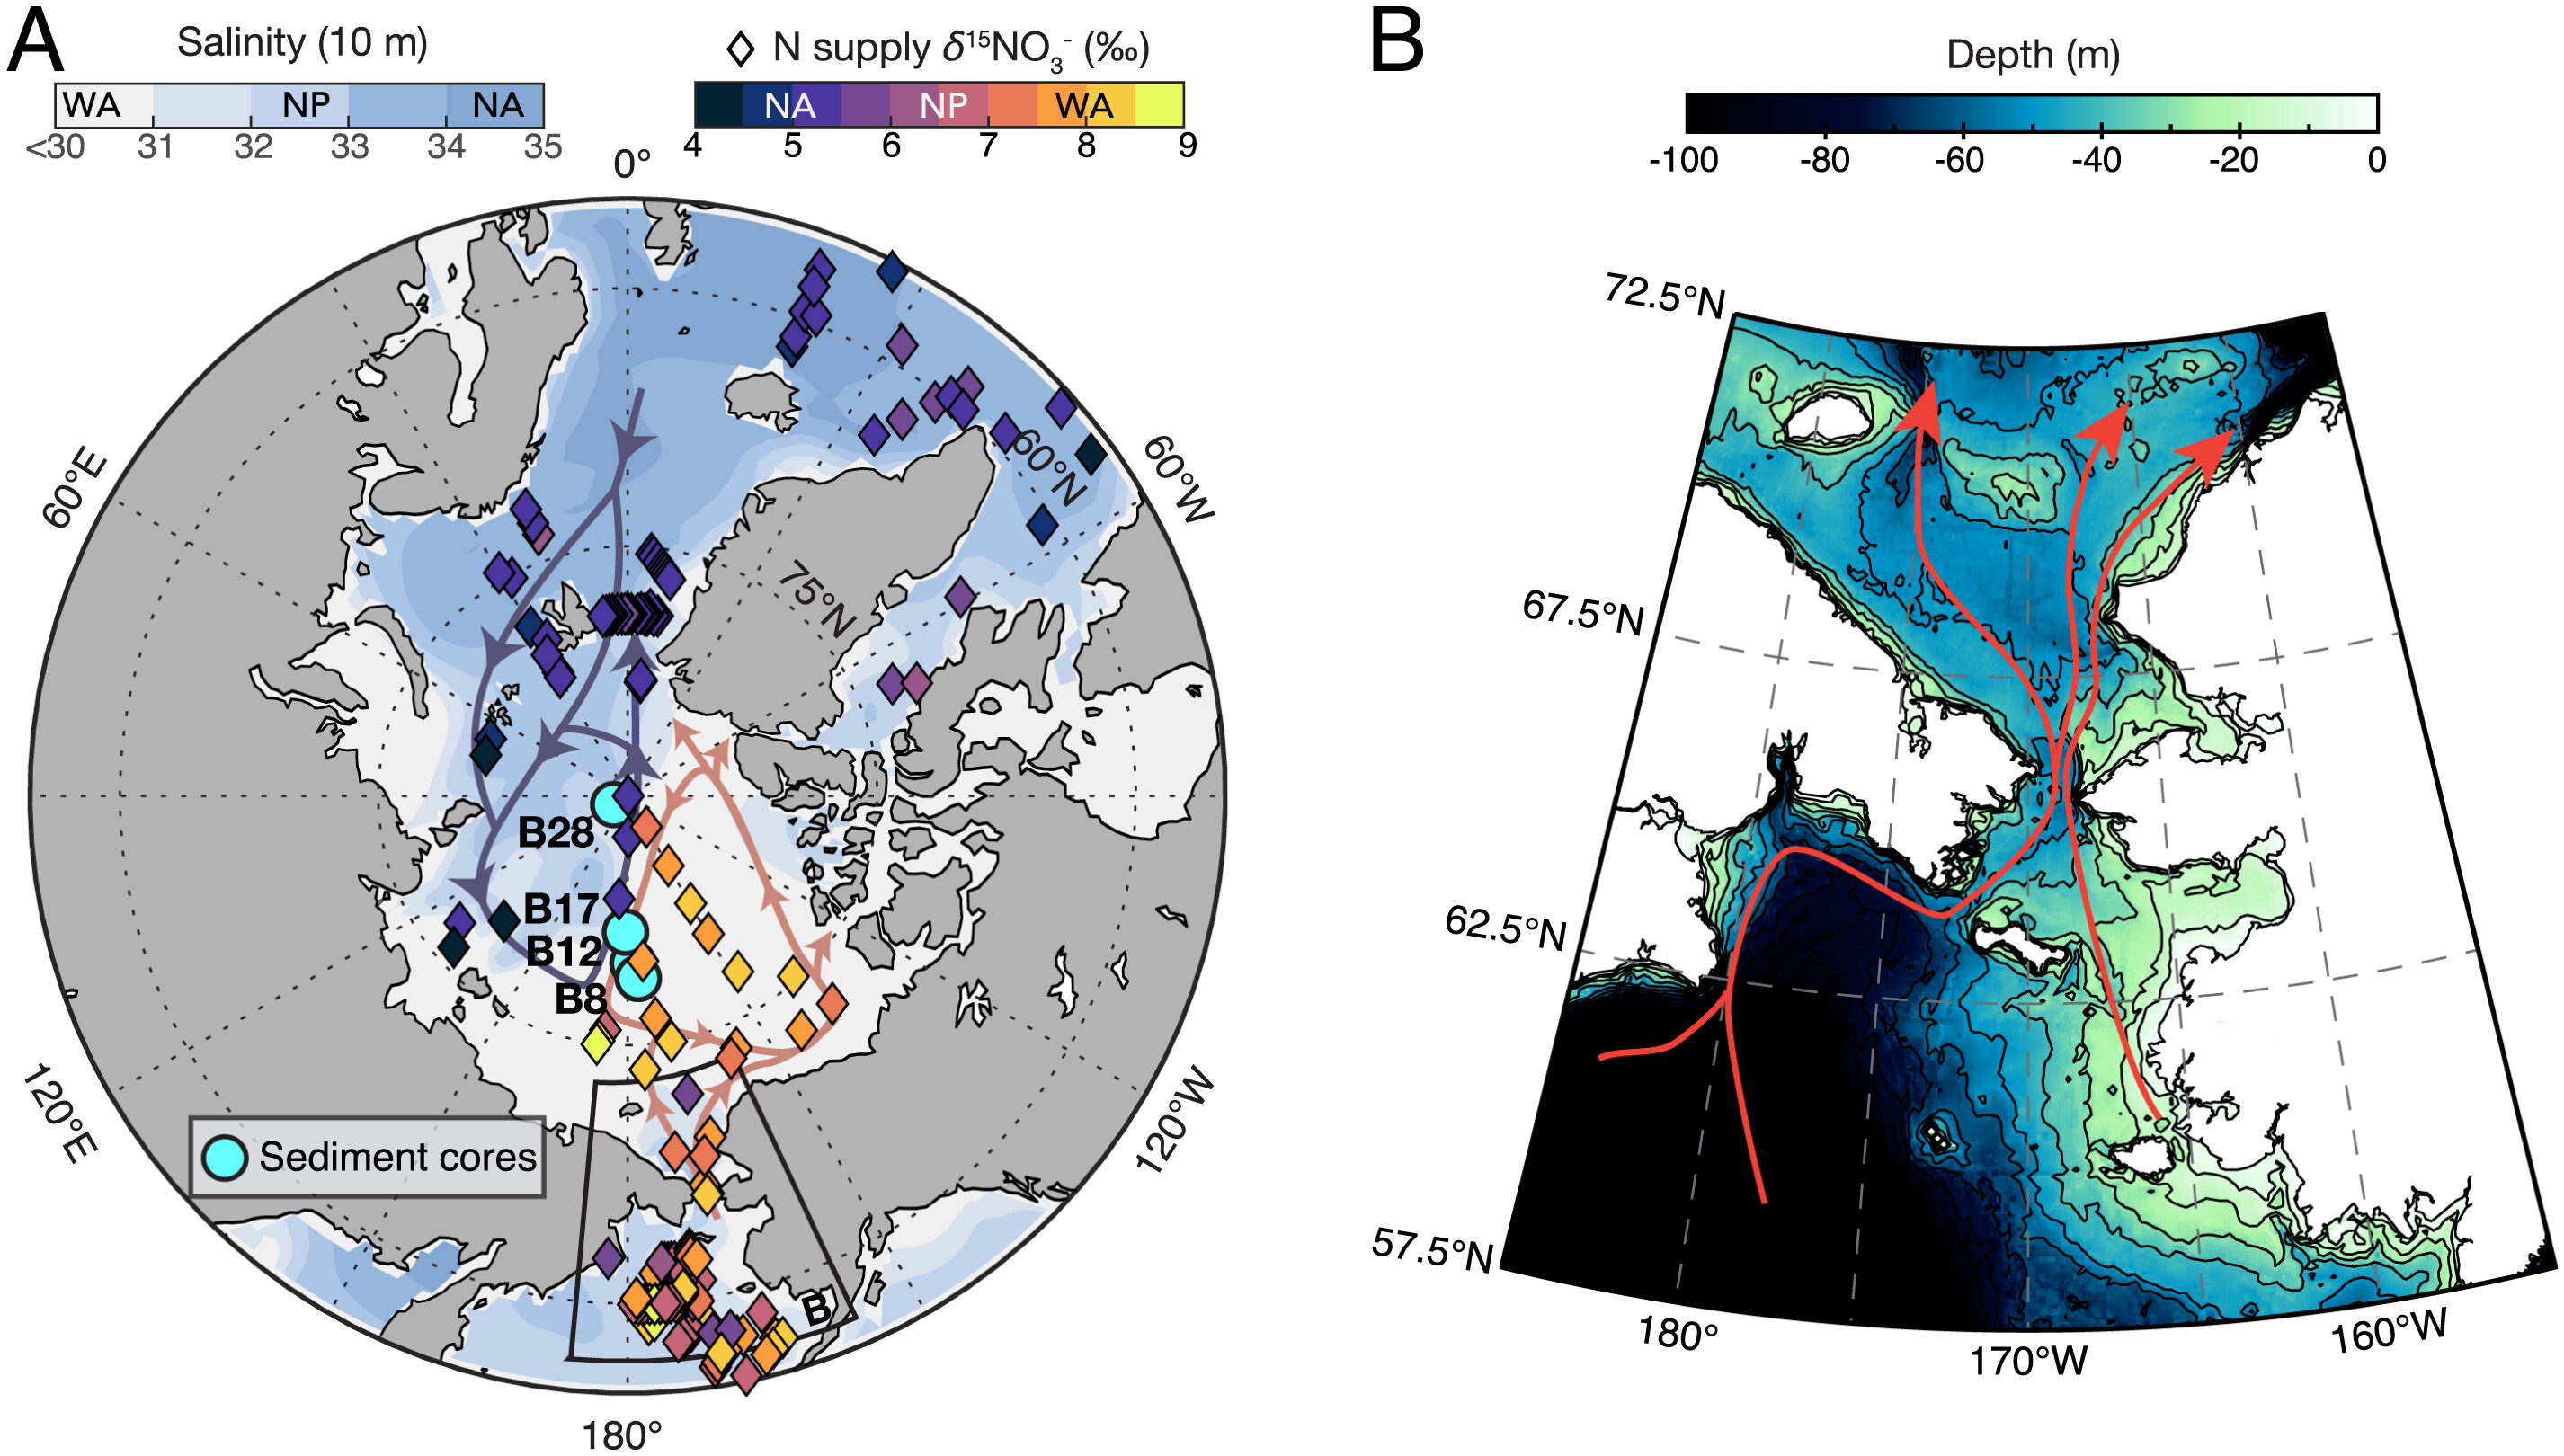 A
Salinity (10 m)
WA NP NA
<30 31 32 33 34 35
N supply δ¹⁵NO₃⁻ (‰)
NA NP WA
4 5 6 7 8 9
0°
60°E
60°W
60°N
75°N
B28
B17
B12
B8
120°E
120°W
Sediment cores
B
180°
B
Depth (m)
-100 -80 -60 -40 -20 0
72.5°N
67.5°N
62.5°N
57.5°N
180°
170°W
160°W